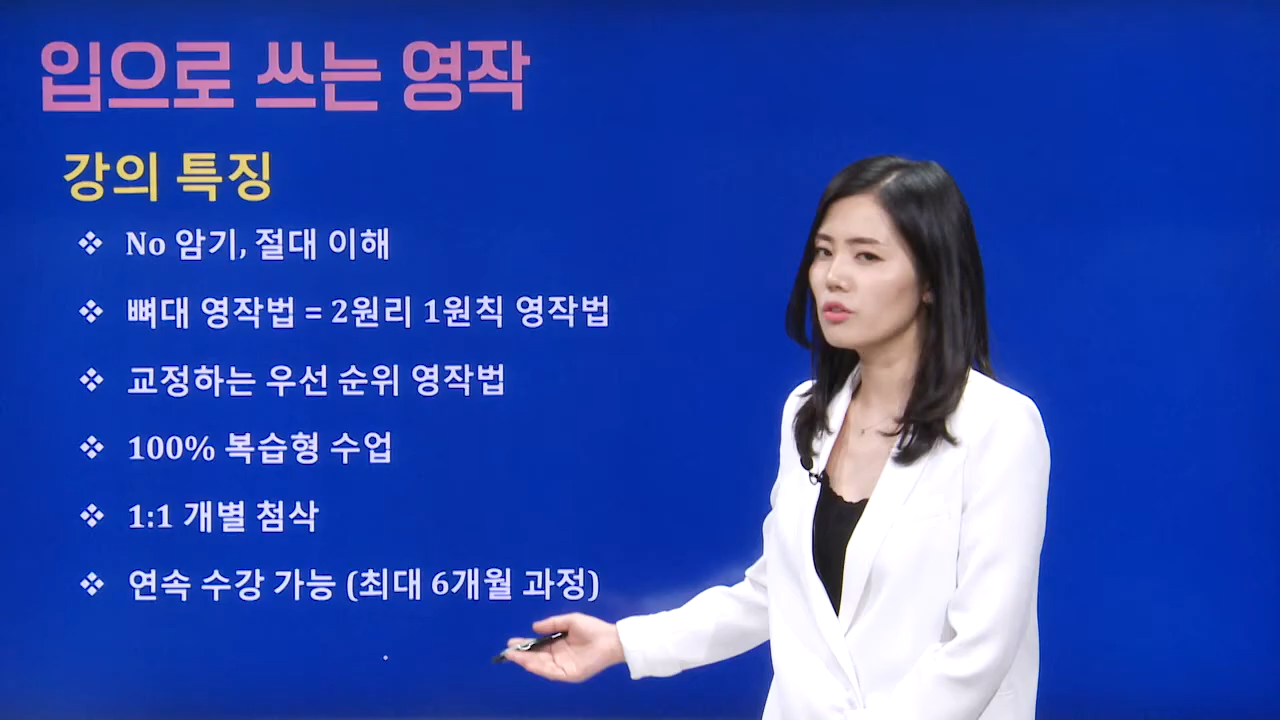 입으로 쓰는 영작
강의 특징
❖ No 암기, 절대 이해
❖ 뼈대 영작법 = 2원리 1원칙 영작법
❖ 교정하는 우선 순위 영작법
❖ 100% 복습형 수업
❖ 1:1 개별 첨삭
❖ 연속 수강 가능 (최대 6개월 과정)